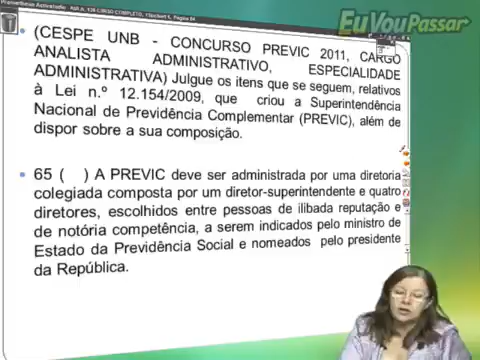 EuVouPassar
• (CESPE UNB - CONCURSO PREVIC 2011, CARGO
ANALISTA ADMINISTRATIVO, ESPECIALIDADE
ADMINISTRATIVA) Julgue os itens que se seguem, relativos
à Lei n.º 12.154/2009, que criou a Superintendência
Nacional de Previdência Complementar (PREVIC), além de
dispor sobre a sua composição.
• 65 ( ) A PREVIC deve ser administrada por uma diretoria
colegiada composta por um diretor-superintendente e quatro
diretores, escolhidos entre pessoas de ilibada reputação e
de notória competência, a serem indicados pelo ministro de
Estado da Previdência Social e nomeados pelo presidente
da República.